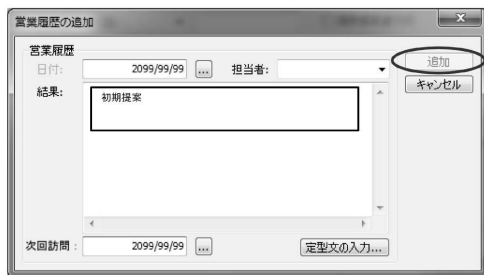 営業履歴の追加
営業履歴
日付:
2099/99/99
...
担当者:
追加
キャンセル
結果:
初期提案
次回訪問:
2099/99/99
...
定型文の入力...